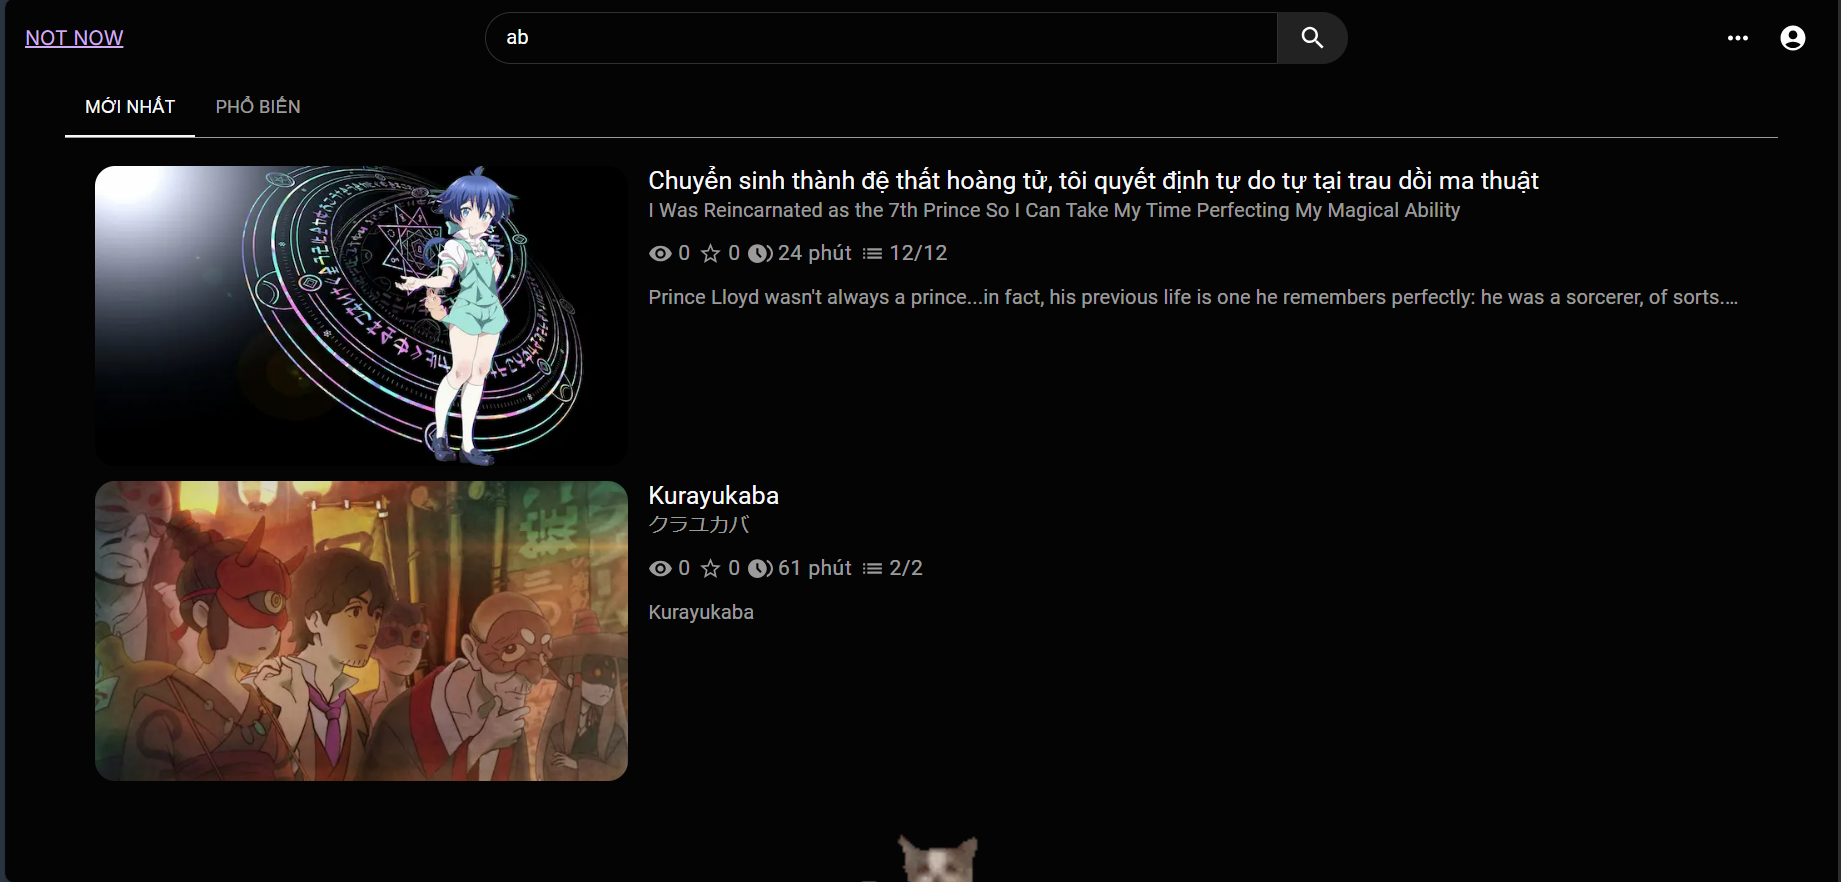 NOT NOW
ab
MỚI NHẤT
PHỔ BIẾN
Chuyển sinh thành đệ thất hoàng tử, tôi quyết định tự do tự tại trau dồi ma thuật
I Was Reincarnated as the 7th Prince So I Can Take My Time Perfecting My Magical Ability
0 0 24 phút 12/12
Prince Lloyd wasn't always a prince...in fact, his previous life is one he remembers perfectly: he was a sorcerer, of sorts....
Kurayukaba
クラユカバ
0 0 61 phút 2/2
Kurayukaba